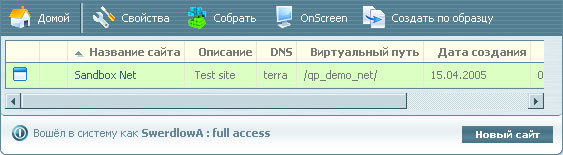 Домой Свойства Собрать OnScreen Создать по образцу
Название сайта Описание DNS Виртуальный путь Дата создания
Sandbox Net Test site terra /qp_demo_net/ 15.04.2005 0
Вошёл в систему как SwerdlowA : full access Новый сайт